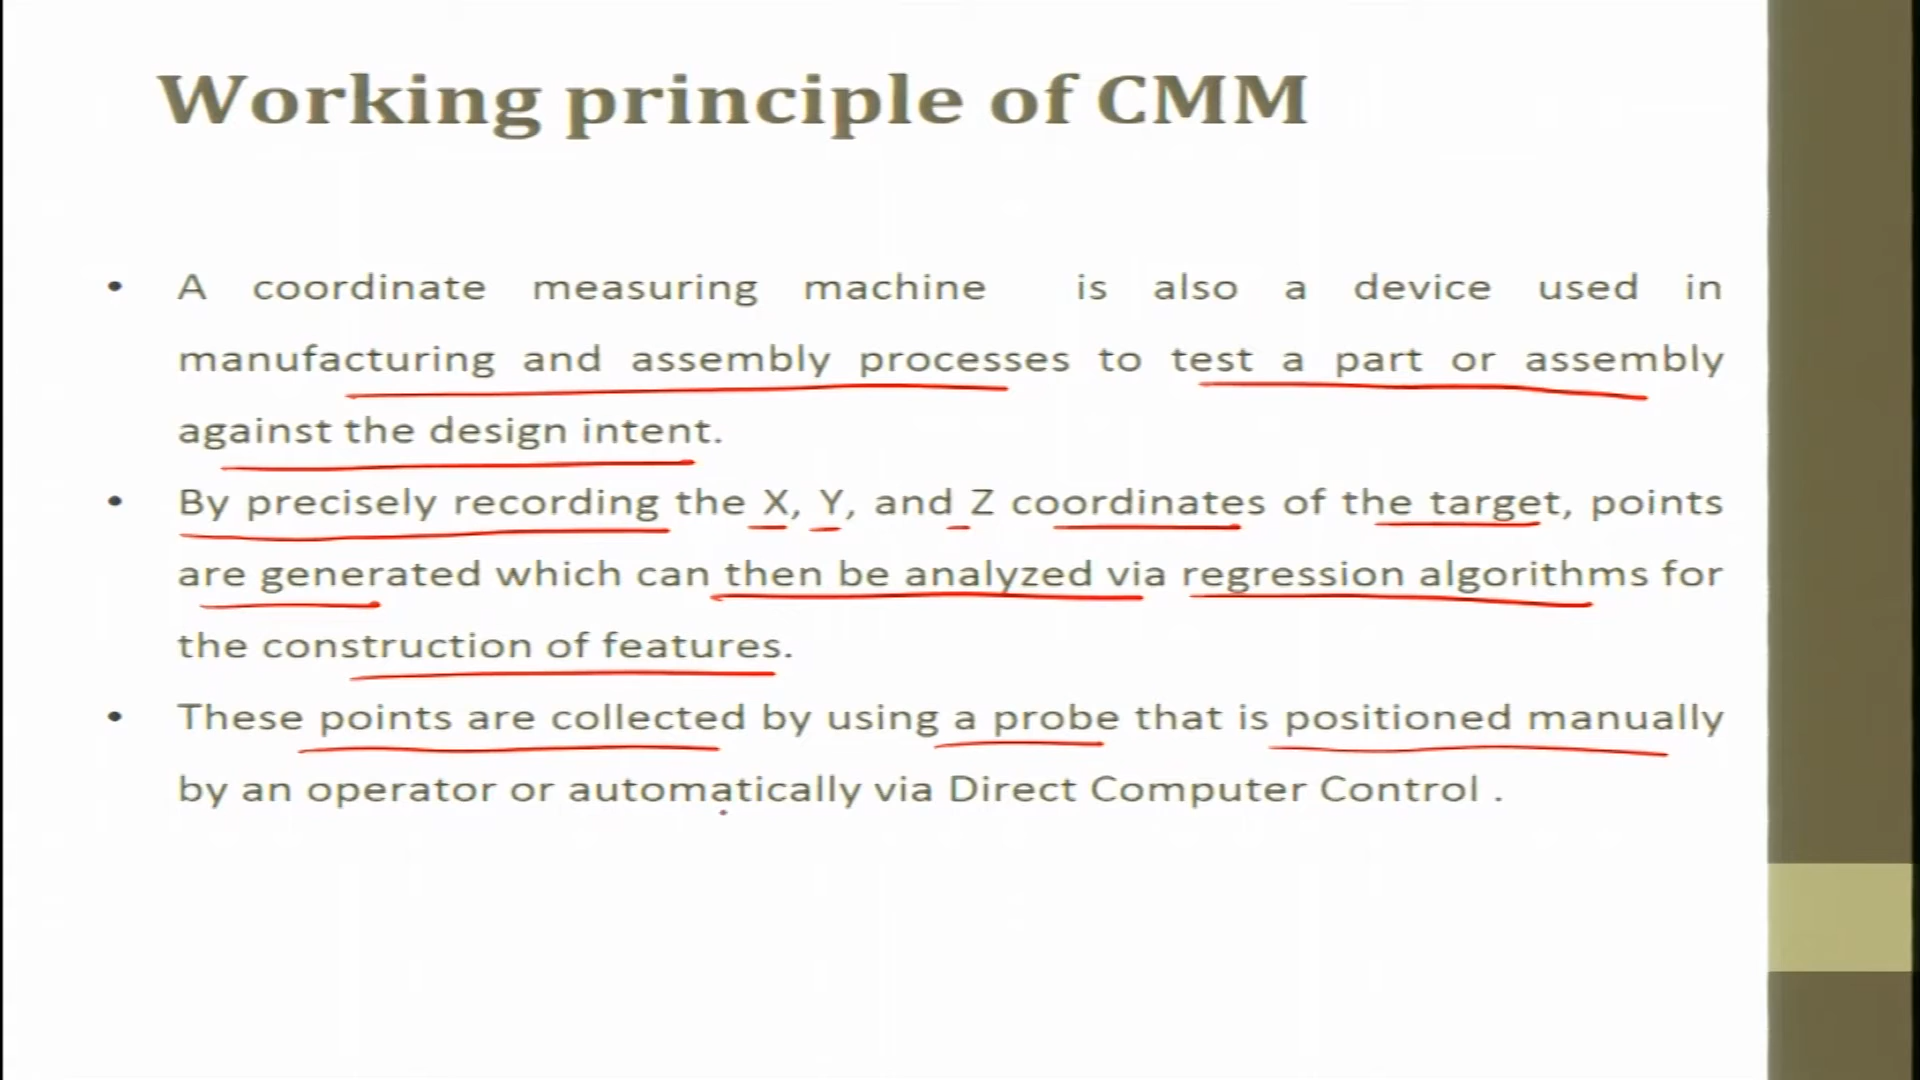 Working principle of CMM
• A coordinate measuring machine is also a device used in
manufacturing and assembly processes to test a part or assembly
against the design intent.
• By precisely recording the X, Y, and Z coordinates of the target, points
are generated which can then be analyzed via regression algorithms for
the construction of features.
• These points are collected by using a probe that is positioned manually
by an operator or automatically via Direct Computer Control .